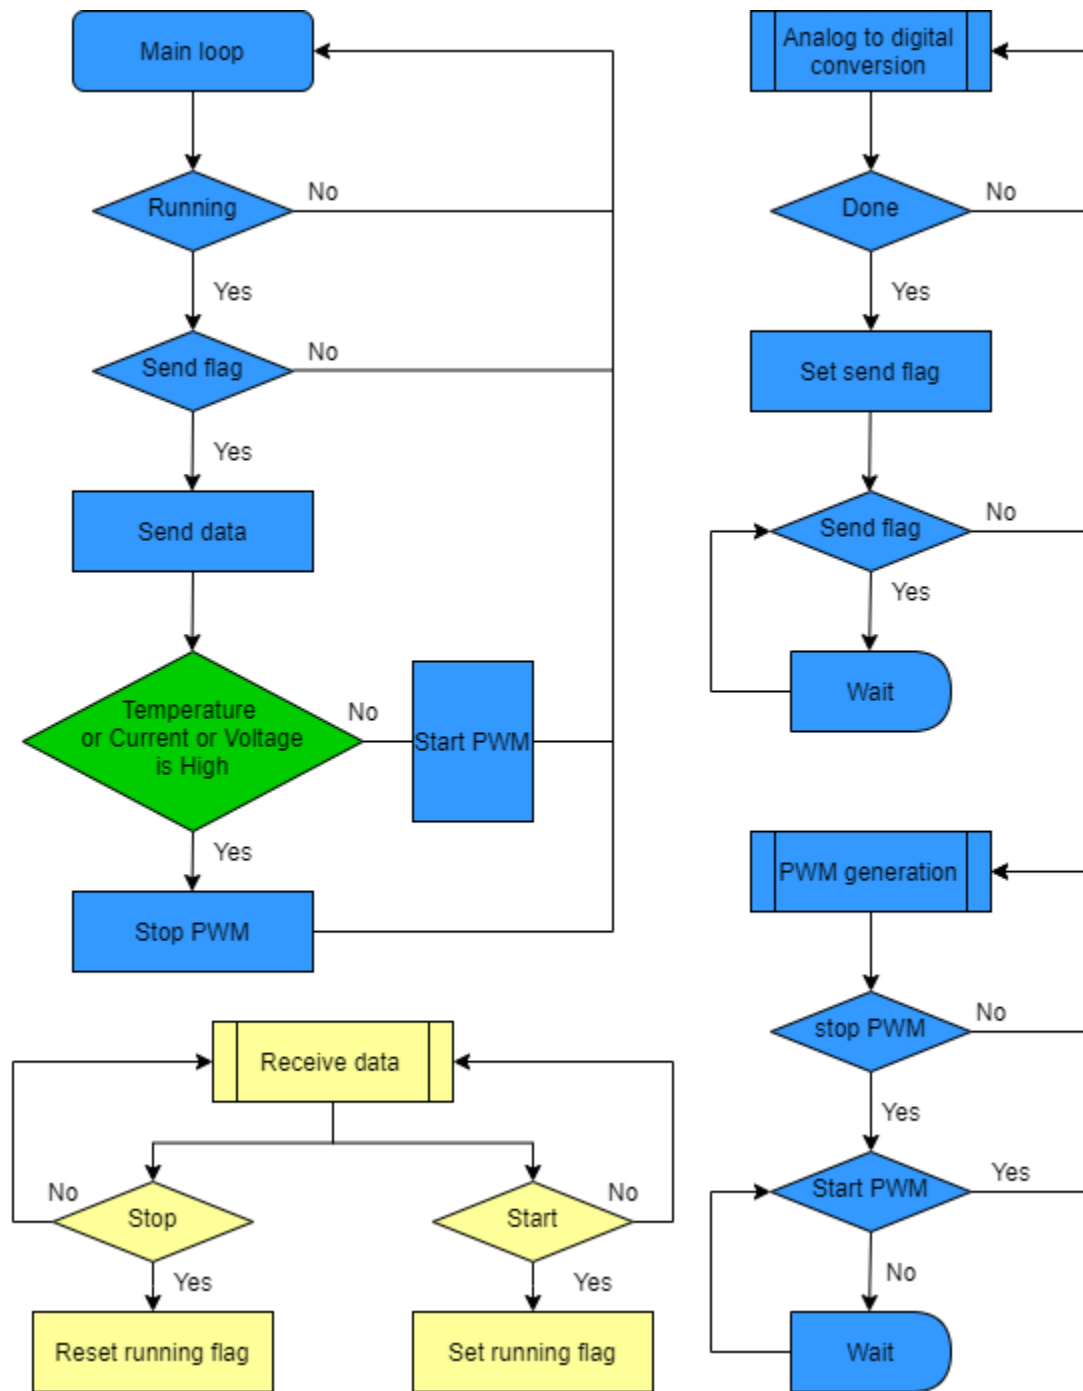 Main loop
Running
No
Yes
Send flag
No
Yes
Send data
Temperature
or Current or Voltage
is High
No
Start PWM
Yes
Stop PWM
Analog to digital
conversion
Done
No
Yes
Set send flag
Send flag
No
Yes
Wait
PWM generation
stop PWM
No
Yes
Start PWM
Yes
No
Wait
Receive data
No
Stop
Yes
Reset running flag
Start
No
Yes
Set running flag